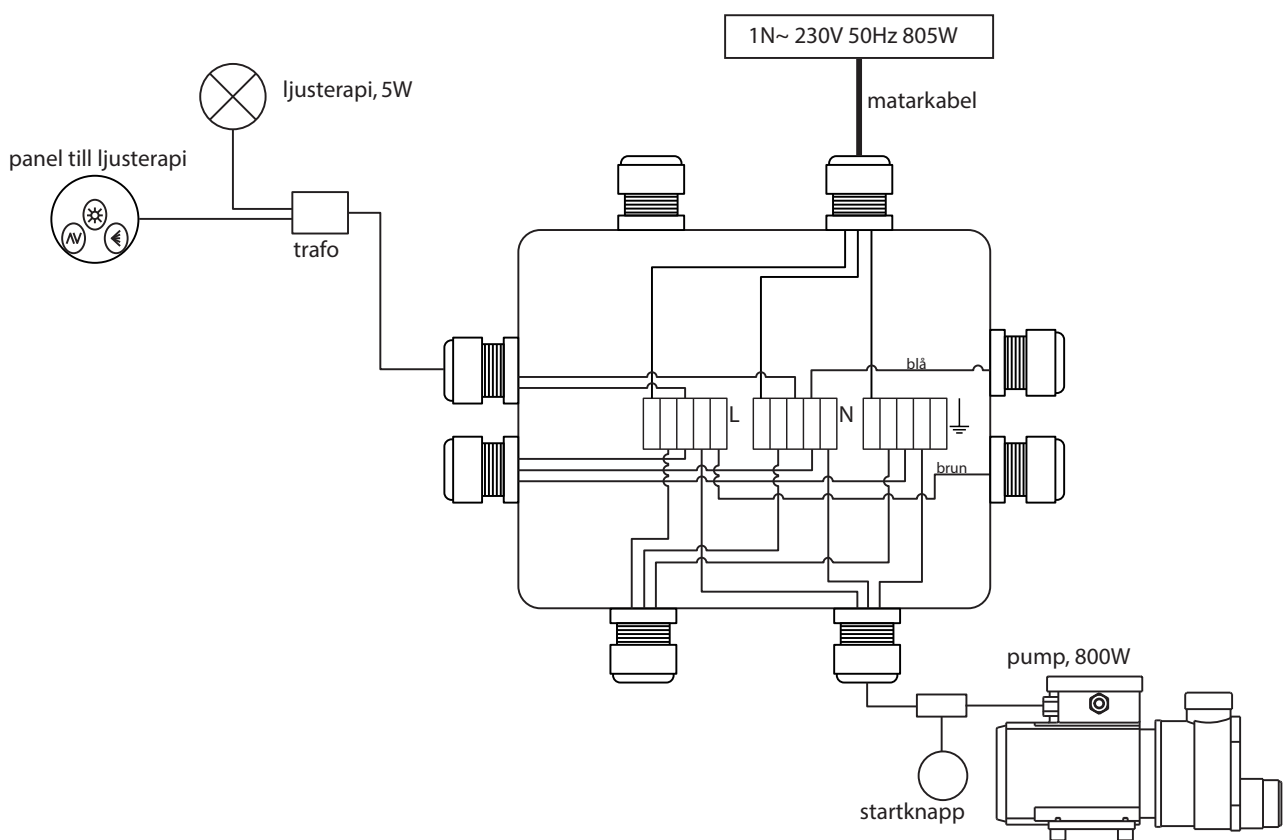 1N~ 230V 50Hz 805W
ljusterapi, 5W
matarkabel
panel till ljusterapi
trafo
blå
L
N
brun
pump, 800W
startknapp